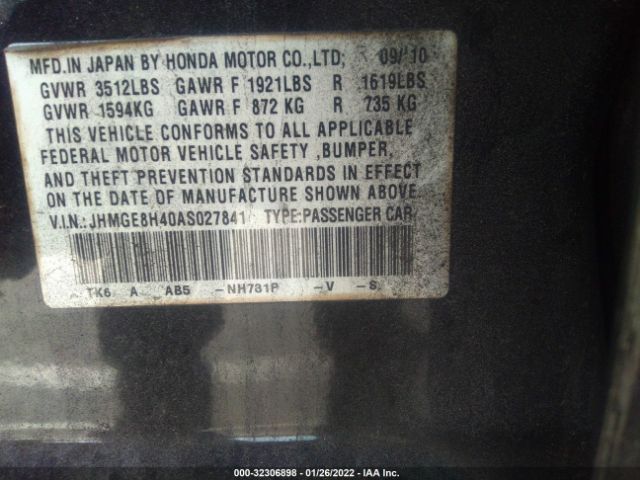 MFD.IN JAPAN BY HONDA MOTOR CO.,LTD; 09/'10
GVWR 3512LBS GAWR F 1921LBS R 1619LBS
GVWR 1594KG GAWR F 872 KG R 735 KG
THIS VEHICLE CONFORMS TO ALL APPLICABLE
FEDERAL MOTOR VEHICLE SAFETY ,BUMPER,
AND THEFT PREVENTION STANDARDS IN EFFECT
ON THE DATE OF MANUFACTURE SHOWN ABOVE.
V.I.N.:JHMGE8H40AS027841 TYPE:PASSENGER CAR
TK6 A AB5 -NH781P -V -S
000-32306898 - 01/26/2022 - IAA Inc.